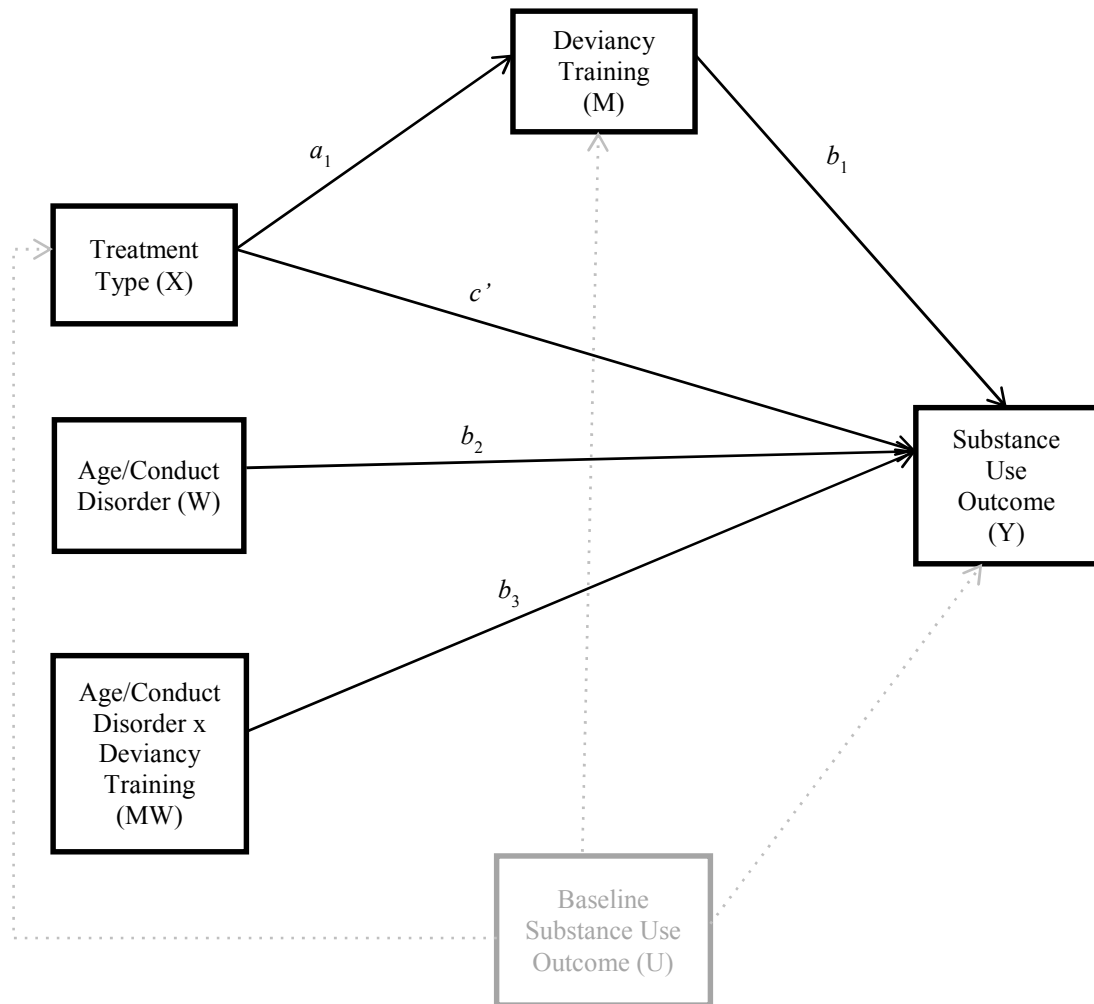 Deviancy
Training
(M)
a1
b1
Treatment
Type (X)
c’
Age/Conduct
Disorder (W)
b2
Substance
Use
Outcome
(Y)
b3
Age/Conduct
Disorder x
Deviancy
Training
(MW)
Baseline
Substance Use
Outcome (U)